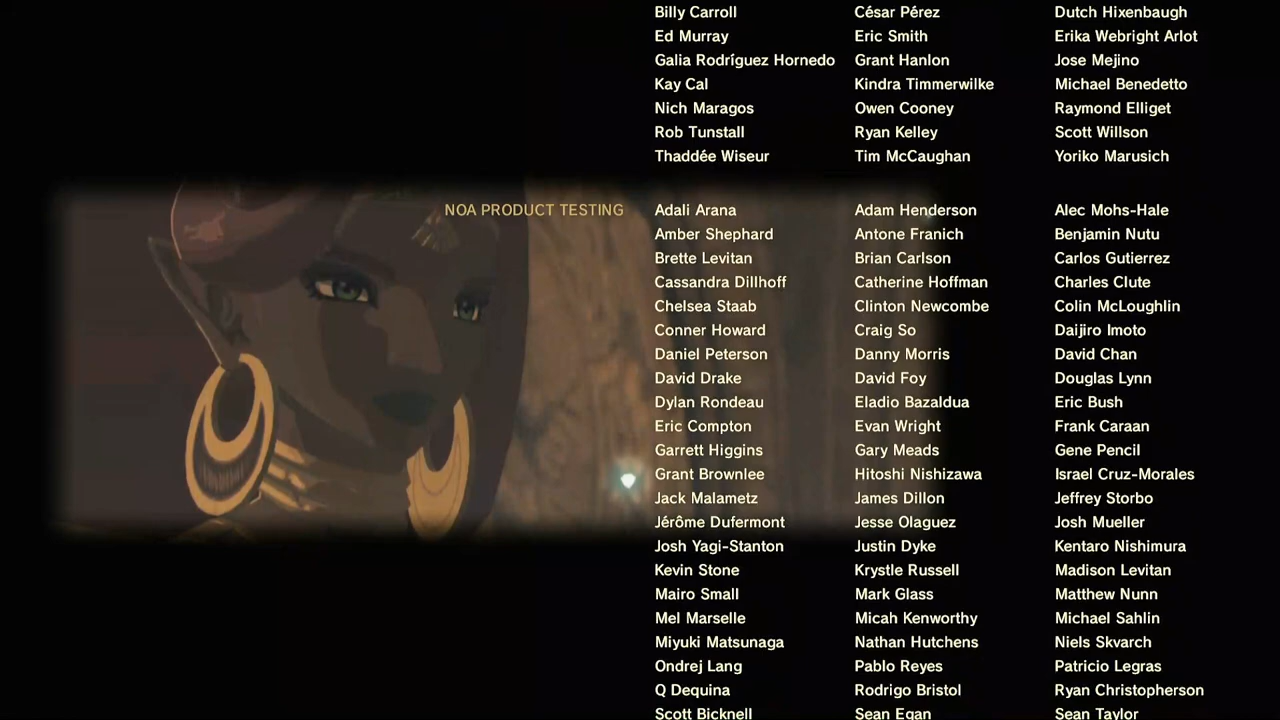 Billy Carroll César Pérez Dutch Hixenbaugh
Ed Murray Eric Smith Erika Webright Arlot
Galia Rodríguez Hornedo Grant Hanlon Jose Mejino
Kay Cal Kindra Timmerwilke Michael Benedetto
Nich Maragos Owen Cooney Raymond Elliget
Rob Tunstall Ryan Kelley Scott Willson
Thaddée Wiseur Tim McCaughan Yoriko Marusich
NOA PRODUCT TESTING Adali Arana Adam Henderson Alec Mohs-Hale
Amber Shephard Antone Franich Benjamin Nutu
Brette Levitan Brian Carlson Carlos Gutierrez
Cassandra Dillhoff Catherine Hoffman Charles Clute
Chelsea Staab Clinton Newcombe Colin McLoughlin
Conner Howard Craig So Daijiro Imoto
Daniel Peterson Danny Morris David Chan
David Drake David Foy Douglas Lynn
Dylan Rondeau Eladio Bazaldua Eric Bush
Eric Compton Evan Wright Frank Caraan
Garrett Higgins Gary Meads Gene Pencil
Grant Brownlee Hitoshi Nishizawa Israel Cruz-Morales
Jack Malametz James Dillon Jeffrey Storbo
Jérôme Dufermont Jesse Olaguez Josh Mueller
Josh Yagi-Stanton Justin Dyke Kentaro Nishimura
Kevin Stone Krystle Russell Madison Levitan
Mairo Small Mark Glass Matthew Nunn
Mel Marselle Micah Kenworthy Michael Sahlin
Miyuki Matsunaga Nathan Hutchens Niels Skvarch
Ondrej Lang Pablo Reyes Patricio Legras
Q Dequina Rodrigo Bristol Ryan Christopherson
Scott Bicknell Sean Egan Sean Taylor